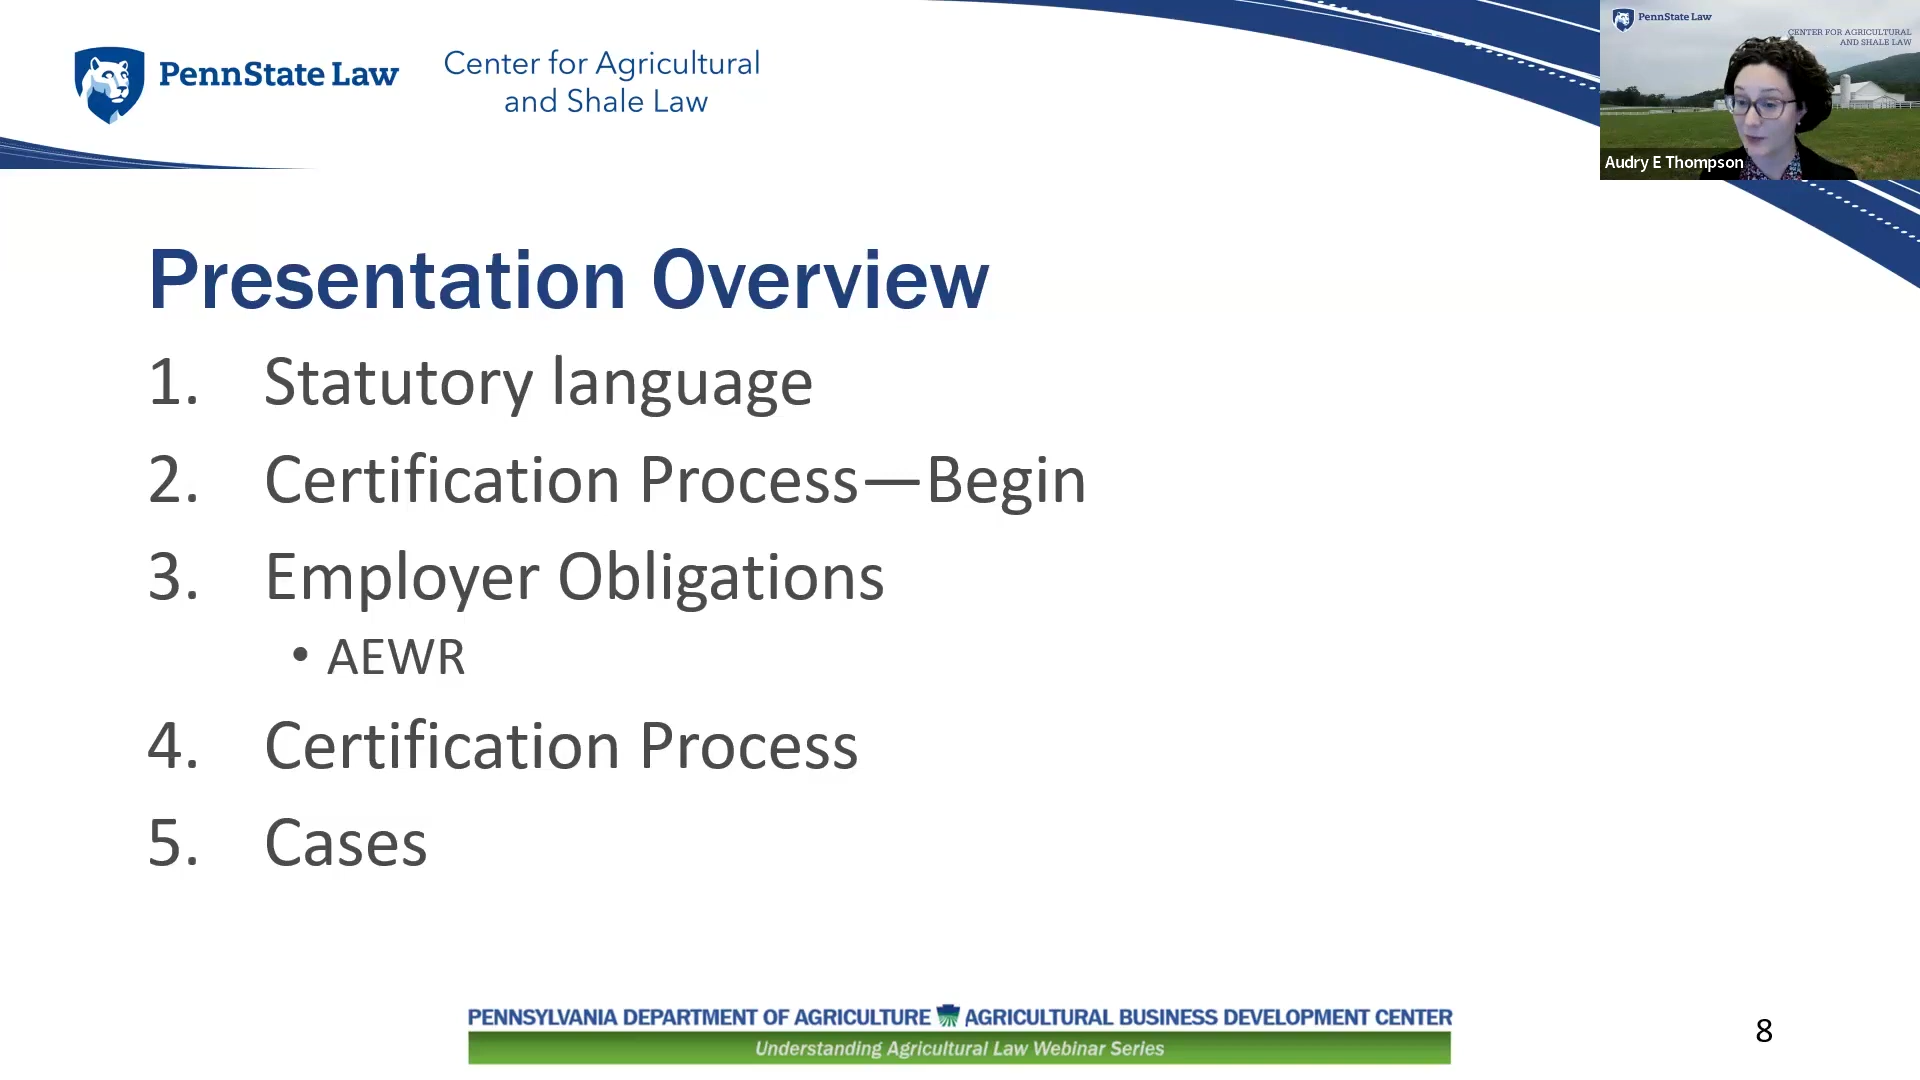 PennState Law
Center for Agricultural
and Shale Law
PennState Law
CENTER FOR AGRICULTURAL
AND SHALE LAW
Audry E Thompson
Presentation Overview
1. Statutory language
2. Certification Process—Begin
3. Employer Obligations
• AEWR
4. Certification Process
5. Cases
PENNSYLVANIA DEPARTMENT OF AGRICULTURE AGRICULTURAL BUSINESS DEVELOPMENT CENTER
Understanding Agricultural Law Webinar Series
8